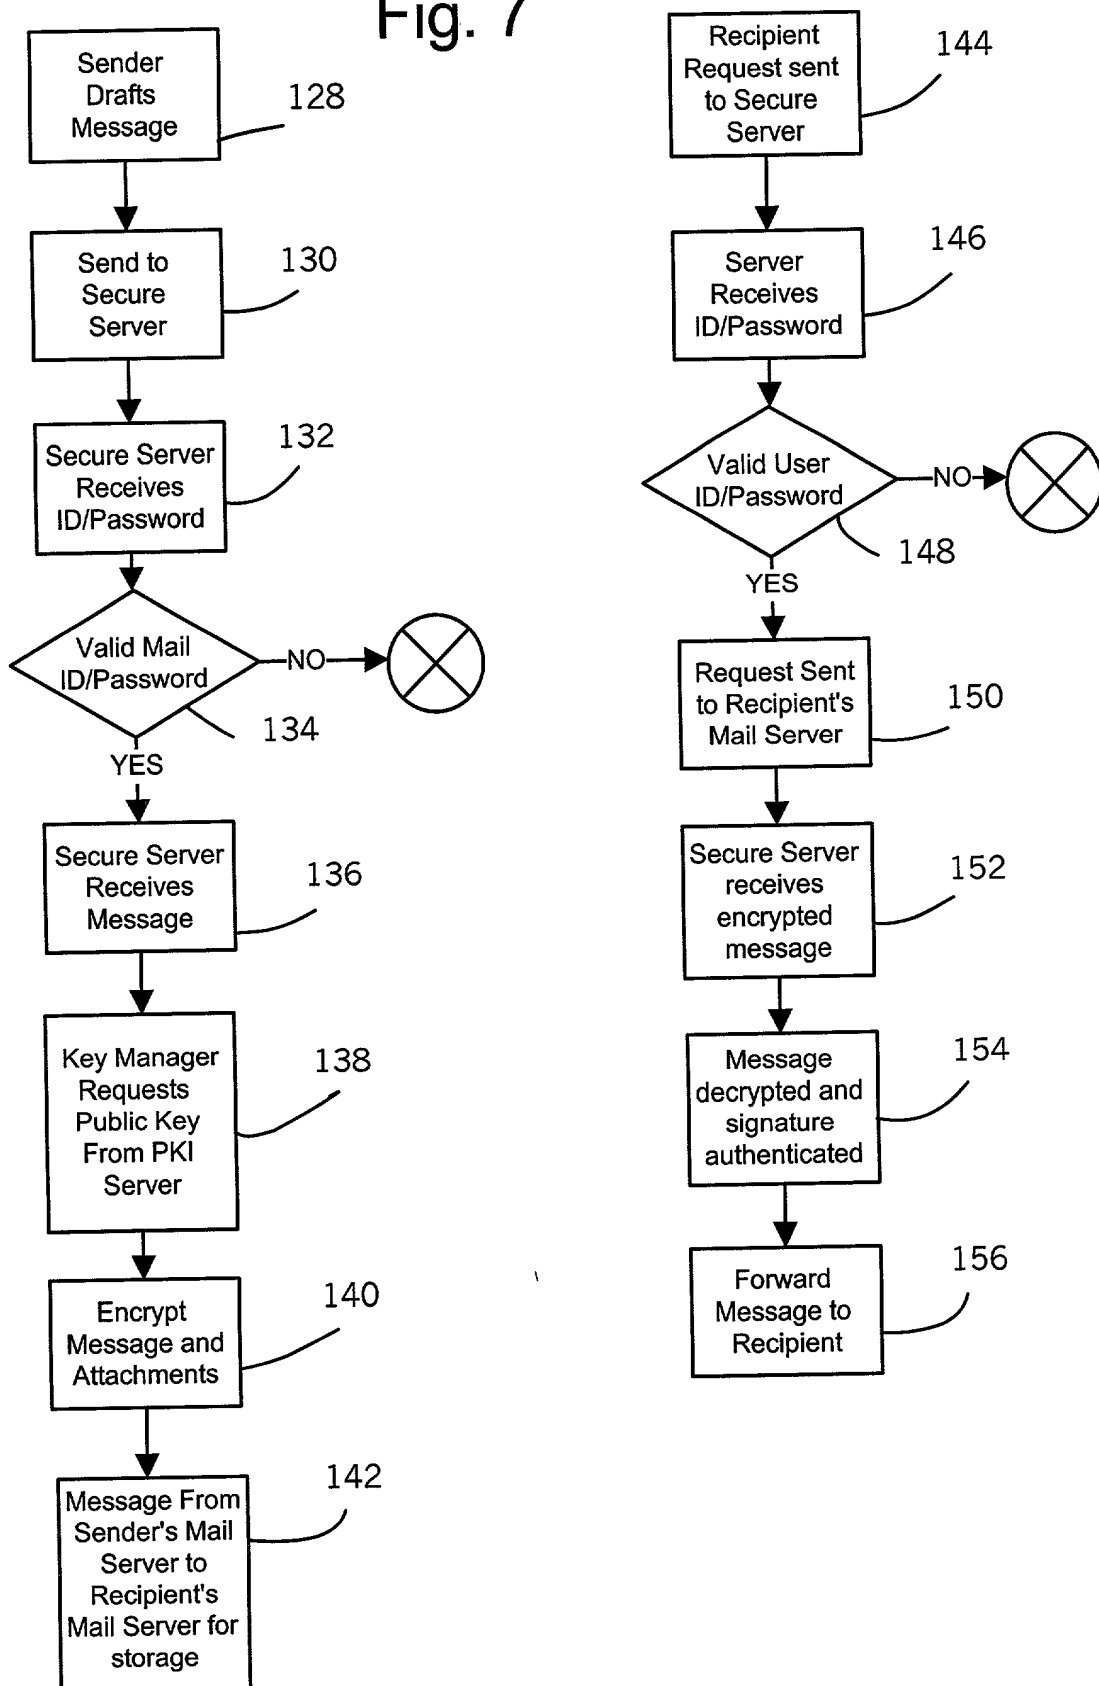 Fig. 7
Sender
Drafts
Message
128
Send to
Secure
Server
130
Secure Server
Receives
ID/Password
132
Valid Mail
ID/Password
NO
134
YES
Secure Server
Receives
Message
136
Key Manager
Requests
Public Key
From PKI
Server
138
Encrypt
Message and
Attachments
140
Message From
Sender's Mail
Server to
Recipient's
Mail Server for
storage
142
Recipient
Request sent
to Secure
Server
144
Server
Receives
ID/Password
146
Valid User
ID/Password
NO
148
YES
Request Sent
to Recipient's
Mail Server
150
Secure Server
receives
encrypted
message
152
Message
decrypted and
signature
authenticated
154
Forward
Message to
Recipient
156